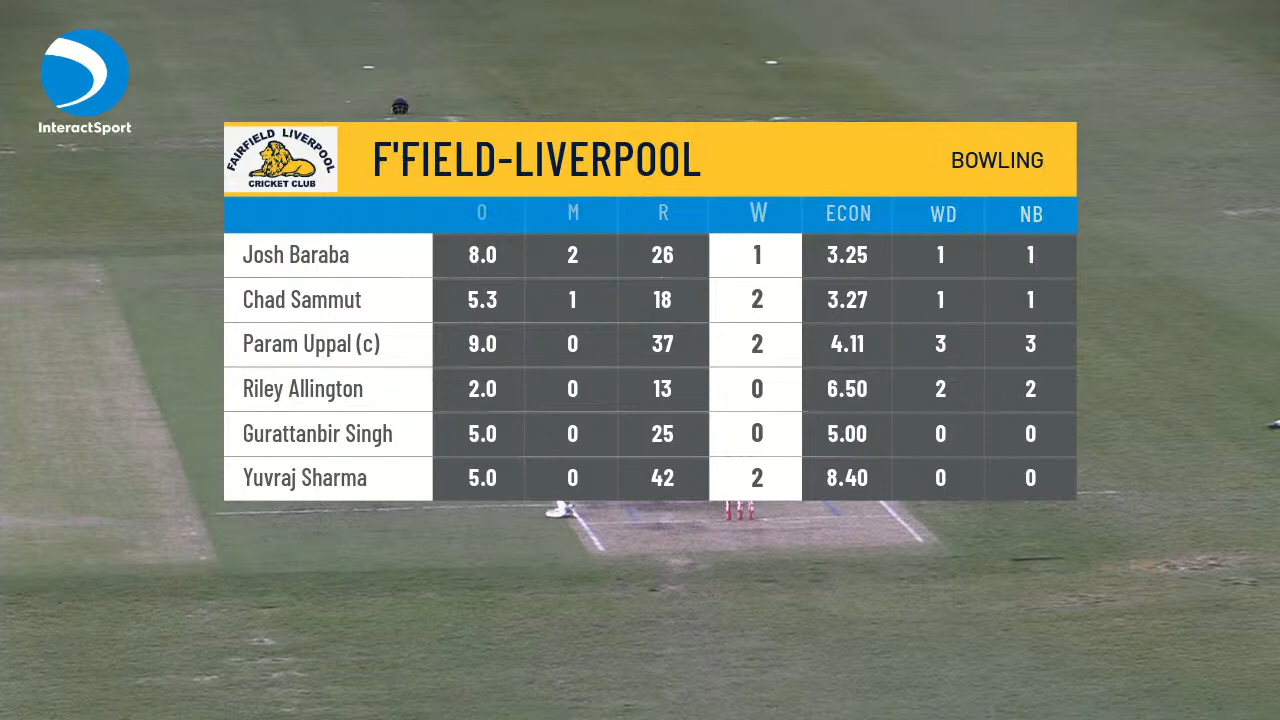 InteractSport
FAIRFIELD LIVERPOOL
CRICKET CLUB
F'FIELD-LIVERPOOL BOWLING
O M R W ECON WD NB
Josh Baraba 8.0 2 26 1 3.25 1 1
Chad Sammut 5.3 1 18 2 3.27 1 1
Param Uppal (c) 9.0 0 37 2 4.11 3 3
Riley Allington 2.0 0 13 0 6.50 2 2
Gurattanbir Singh 5.0 0 25 0 5.00 0 0
Yuvraj Sharma 5.0 0 42 2 8.40 0 0